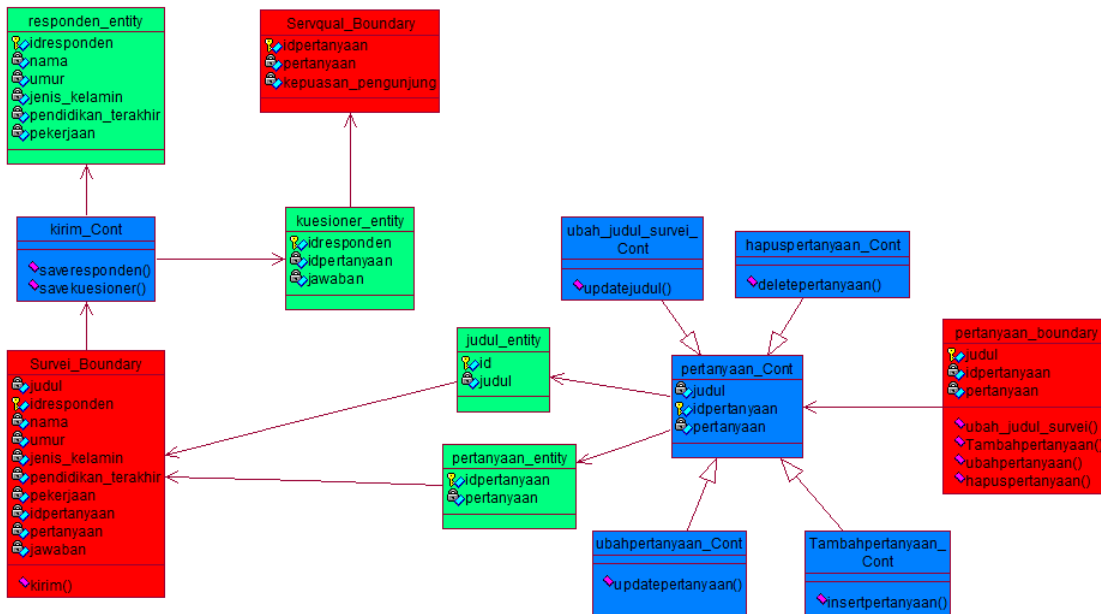 responden_entity
idresponden
nama
umur
jenis_kelamin
pendidikan_terakhir
pekerjaan
Servqual_Boundary
idpertanyaan
pertanyaan
kepuasan_pengunjung
kirim_Cont
saveresponden()
savekuesioner()
kuesioner_entity
idresponden
idpertanyaan
jawaban
ubah_judul_survei_
Cont
updatejudul()
hapuspertanyaan_Cont
deletepertanyaan()
Survei_Boundary
judul
idresponden
nama
umur
jenis_kelamin
pendidikan_terakhir
pekerjaan
idpertanyaan
pertanyaan
jawaban
kirim()
judul_entity
id
judul
pertanyaan_entity
idpertanyaan
pertanyaan
pertanyaan_Cont
judul
idpertanyaan
pertanyaan
pertanyaan_boundary
judul
idpertanyaan
pertanyaan
ubah_judul_survei()
Tambahpertanyaan()
ubahpertanyaan()
hapuspertanyaan()
ubahpertanyaan_Cont
updatepertanyaan()
Tambahpertanyaan_
Cont
insertpertanyaan()